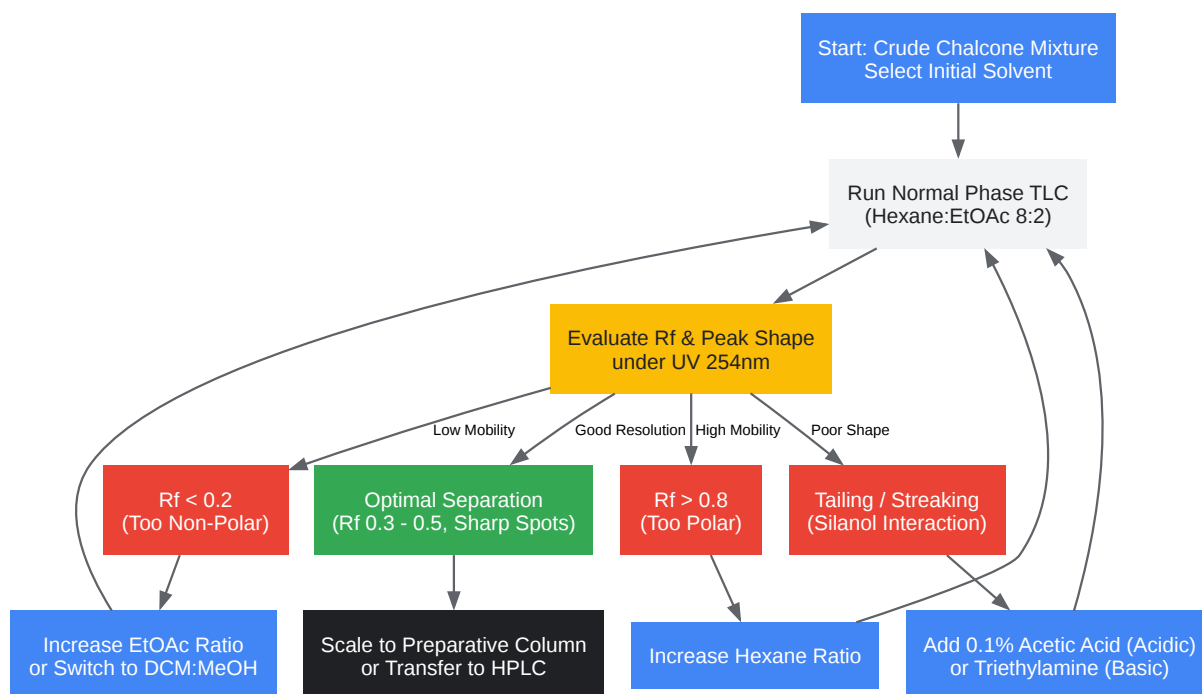 Start: Crude Chalcone Mixture
Select Initial Solvent
Run Normal Phase TLC
(Hexane:EtOAc 8:2)
Evaluate Rf & Peak Shape
under UV 254nm
Low Mobility
Good Resolution
High Mobility
Poor Shape
Rf < 0.2
(Too Non-Polar)
Optimal Separation
(Rf 0.3 - 0.5, Sharp Spots)
Rf > 0.8
(Too Polar)
Tailing / Streaking
(Silanol Interaction)
Increase EtOAc Ratio
or Switch to DCM:MeOH
Scale to Preparative Column
or Transfer to HPLC
Increase Hexane Ratio
Add 0.1% Acetic Acid (Acidic)
or Triethylamine (Basic)